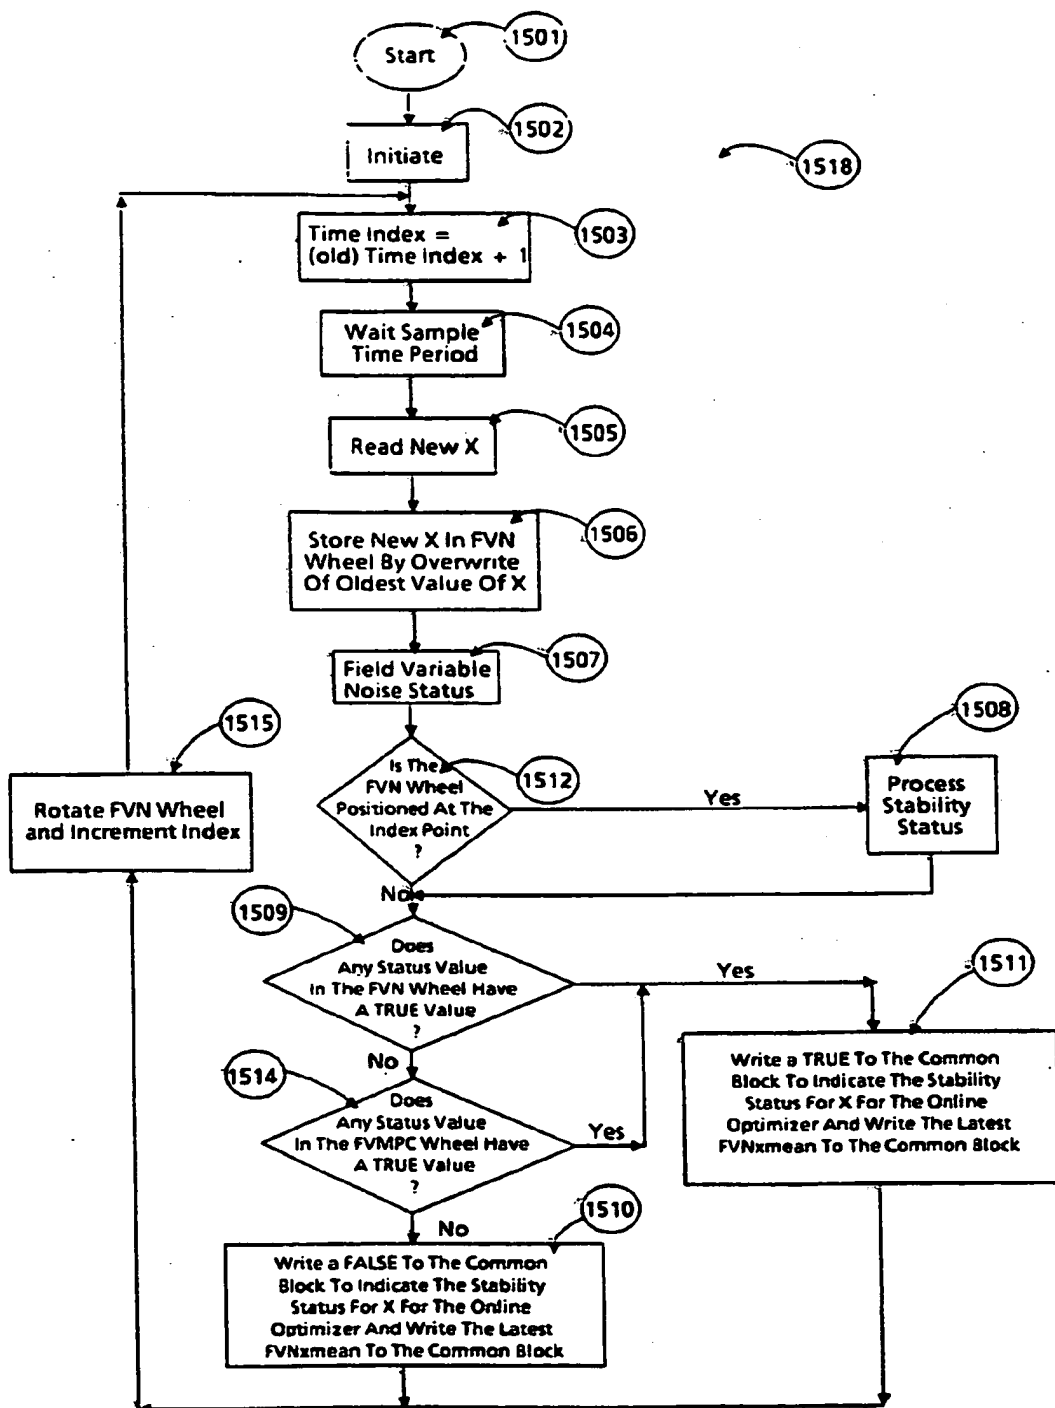 1501
Start
1502
Initiate
1518
1503
Time Index =
(old) Time Index + 1
1504
Wait Sample
Time Period
1505
Read New X
1506
Store New X In FVN
Wheel By Overwrite
Of Oldest Value Of X
1507
Field Variable
Noise Status
1508
1515
Is The
FVN Wheel
Positioned At The
Index Point
?
1512
Yes
Process
Stability
Status
Rotate FVN Wheel
and Increment Index
No
1509
Does
Any Status Value
In The FVN Wheel Have
A TRUE Value
?
Yes
1511
No
1514
Does
Any Status Value
In The FVMPC Wheel Have
A TRUE Value
?
Yes
Write a TRUE To The Common
Block To Indicate The Stability
Status For X For The Online
Optimizer And Write The Latest
FVNxmean To The Common Block
No
1510
Write a FALSE To The Common
Block To Indicate The Stability
Status For X For The Online
Optimizer And Write The Latest
FVNxmean To The Common Block